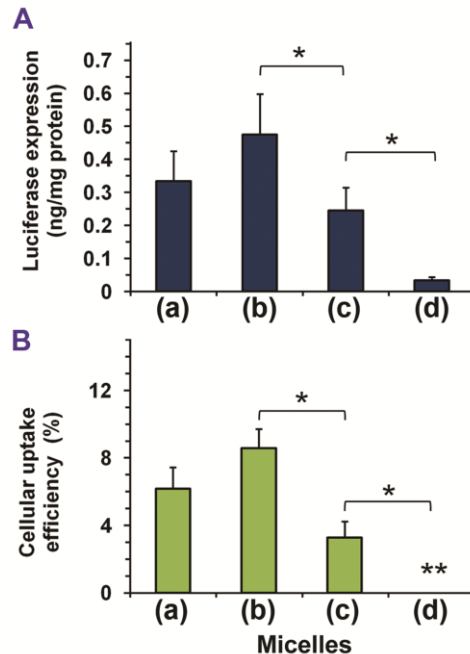 A
Luciferase expression
(ng/mg protein)
0.7
0.6
0.5
0.4
0.3
0.2
0.1
0
*
*
(a) (b) (c) (d)
B
Cellular uptake
efficiency (%)
12
8
4
0
*
*
**
(a) (b) (c) (d)
Micelles